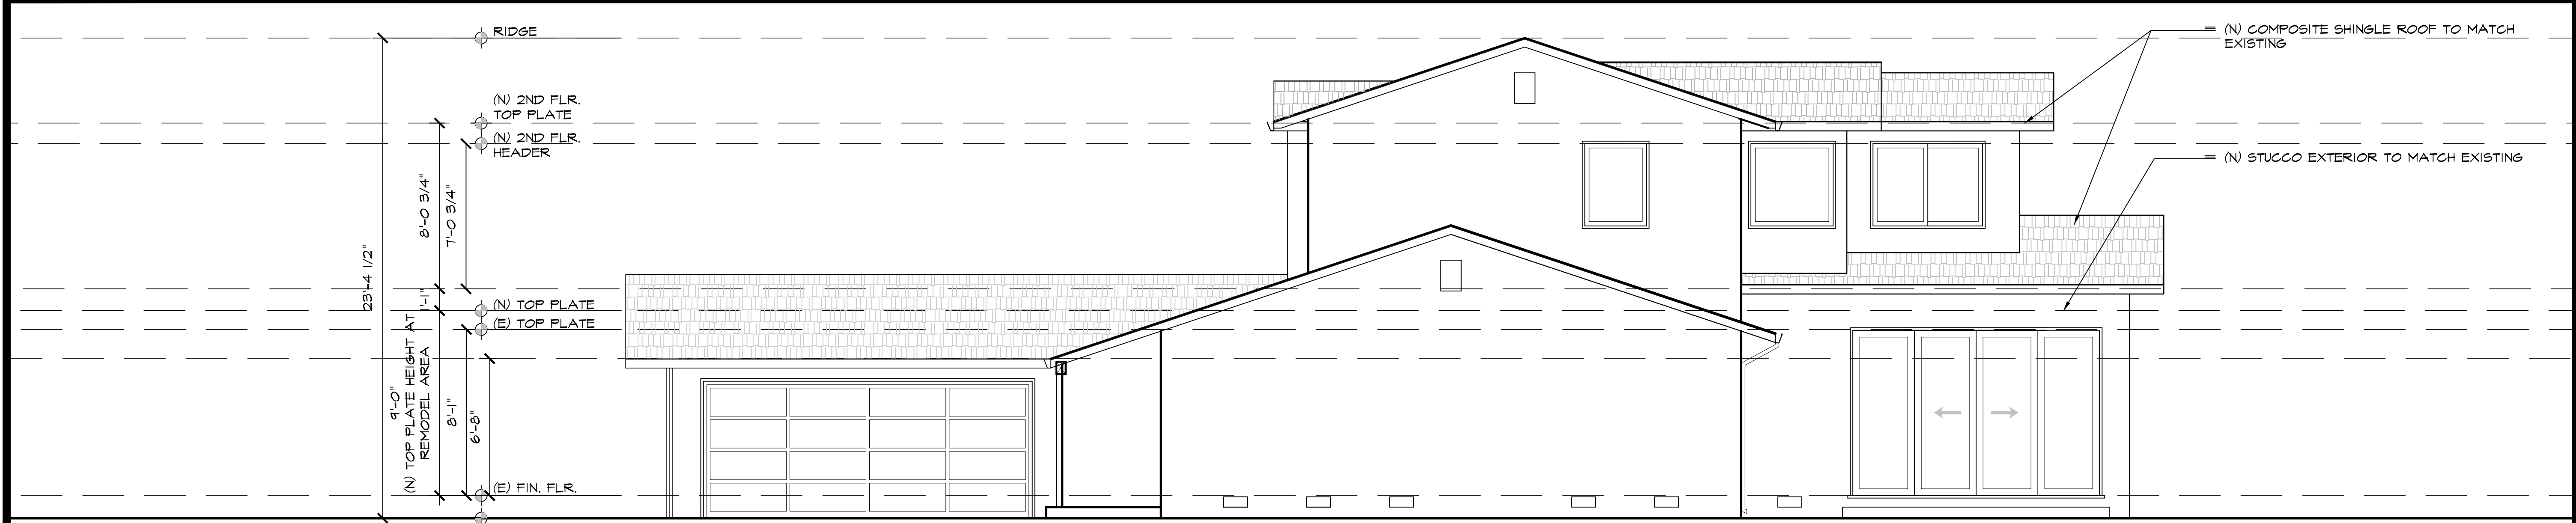 RIDGE
(N) COMPOSITE SHINGLE ROOF TO MATCH
EXISTING
(N) 2ND FLR.
TOP PLATE
(N) 2ND FLR.
HEADER
(N) STUCCO EXTERIOR TO MATCH EXISTING
8'-0 3/4"
7'-0 3/4"
23'-4 1/2"
1'-1"
(N) TOP PLATE
(E) TOP PLATE
9'-0"
(N) TOP PLATE HEIGHT AT
REMODEL AREA
8'-1"
6'-8"
(E) FIN. FLR.